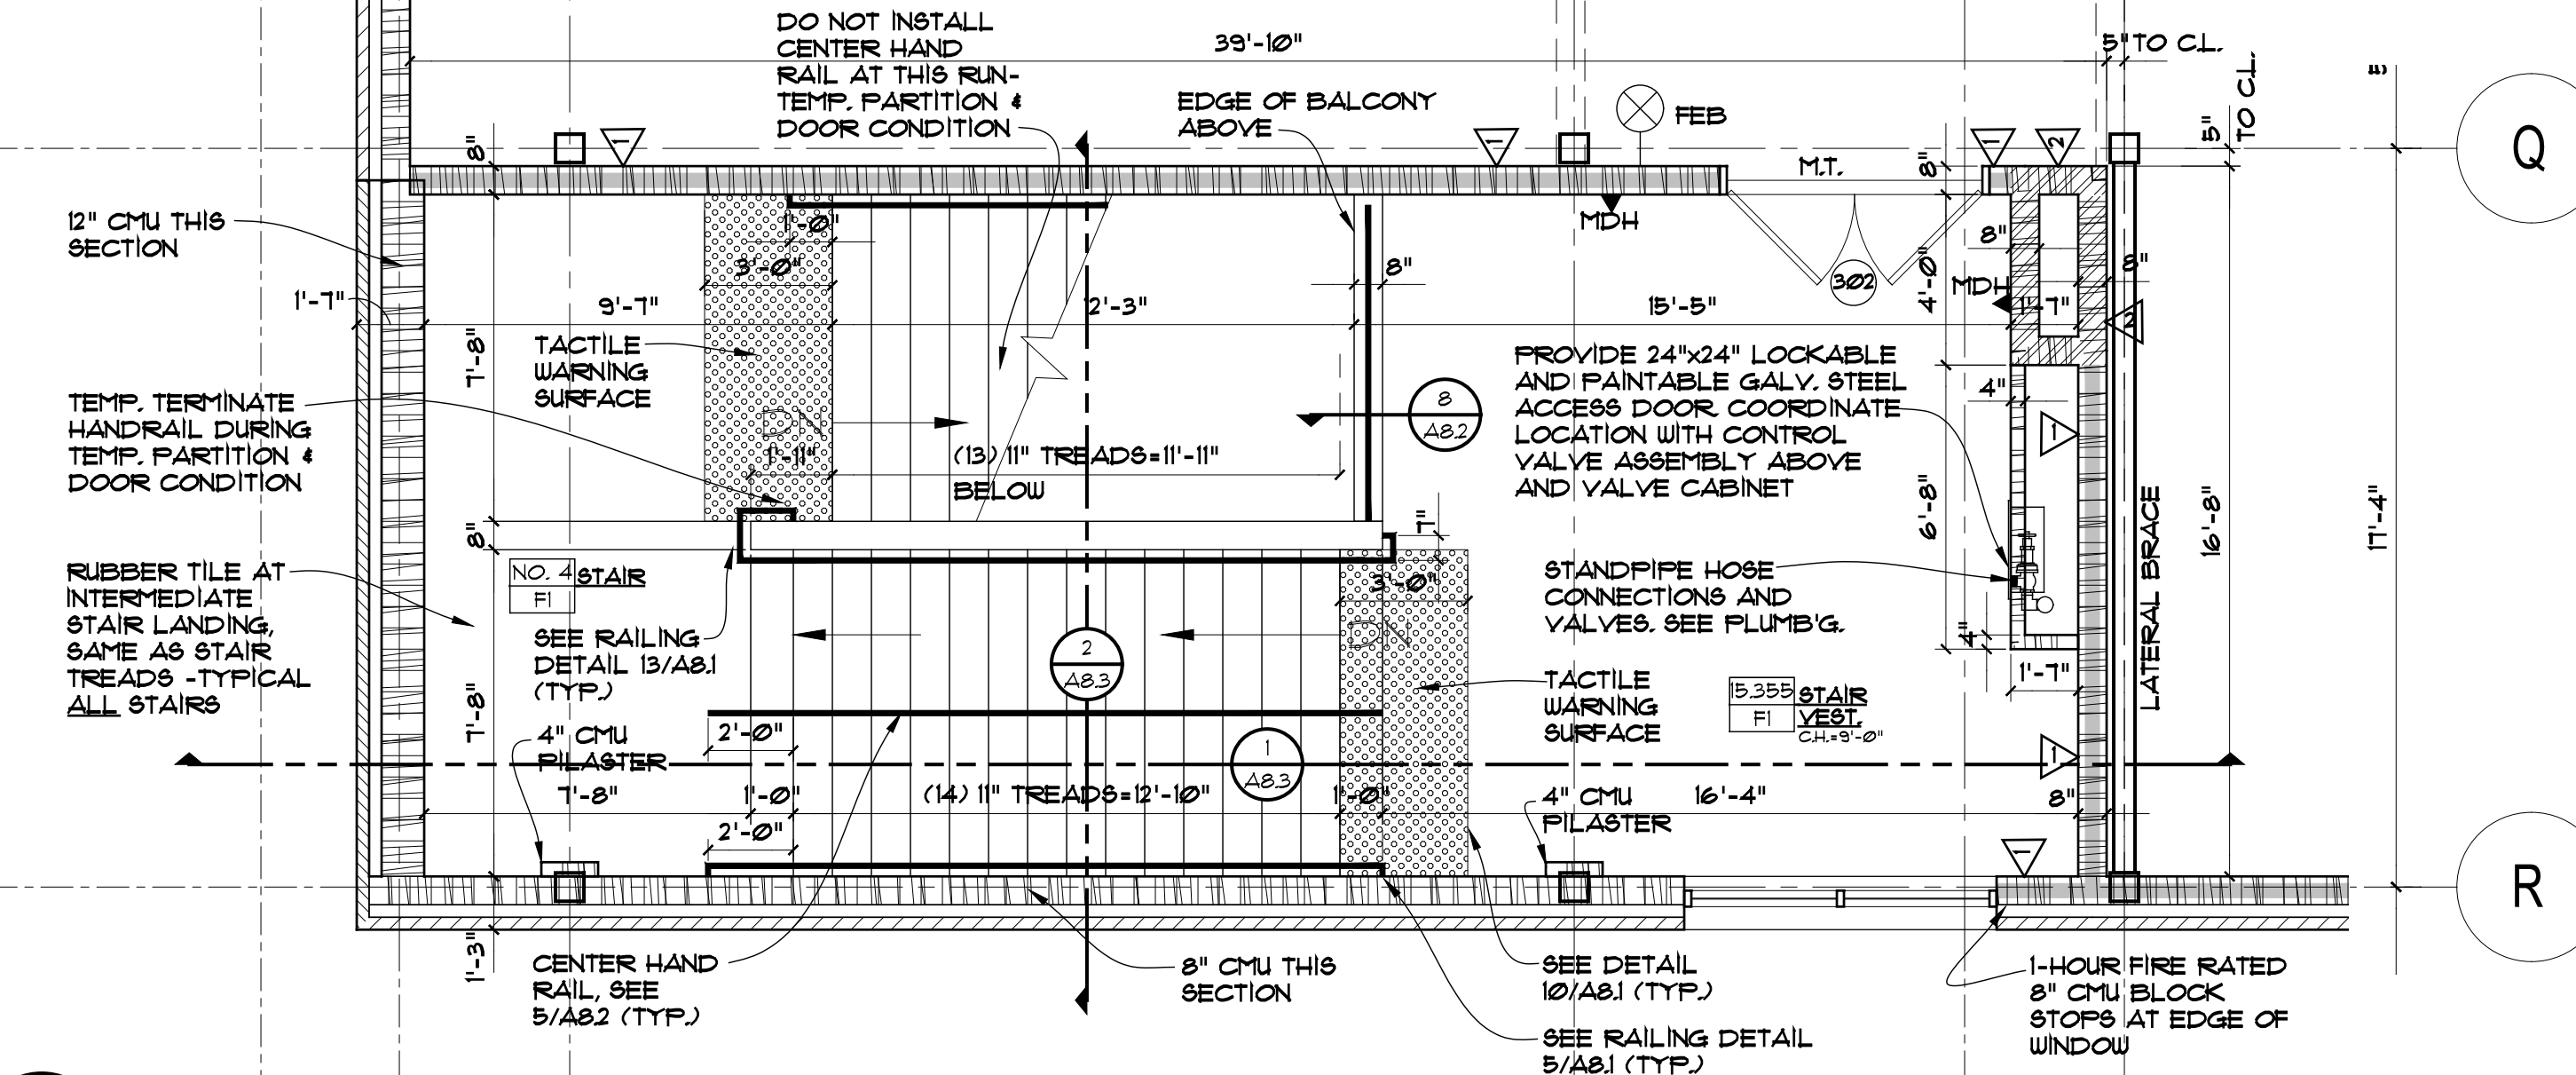 DO NOT INSTALL
CENTER HAND
RAIL AT THIS RUN-
TEMP. PARTITION &
DOOR CONDITION
39'-10"
5" TO C.L.
5"
TO C.L.
EDGE OF BALCONY
ABOVE
FEB
Q
8"
1
1
1
2
M.T.
8"
12" CMU THIS
SECTION
1'-0"
3'-0"
MDH
302
8"
8"
8"
4'-0"
MDH
1'-7"
1'-7"
9'-7"
2'-3"
15'-5"
2
7'-8"
TACTILE
WARNING
SURFACE
PROVIDE 24"x24" LOCKABLE
AND PAINTABLE GALV. STEEL
ACCESS DOOR. COORDINATE
LOCATION WITH CONTROL
VALVE ASSEMBLY ABOVE
AND VALVE CABINET
4"
1
TEMP. TERMINATE
HANDRAIL DURING
TEMP. PARTITION &
DOOR CONDITION
DN
8
A8.2
1'-11"
(13) 11" TREADS=11'-11"
BELOW
7"
6'-8"
16'-8"
17'-4"
8"
LATERAL BRACE
RUBBER TILE AT
INTERMEDIATE
STAIR LANDING,
SAME AS STAIR
TREADS -TYPICAL
ALL STAIRS
NO. 4 STAIR
F1
3'-0"
STANDPIPE HOSE
CONNECTIONS AND
VALVES. SEE PLUMB'G.
SEE RAILING
DETAIL 13/A8.1
(TYP.)
DN
4"
2
A8.3
TACTILE
WARNING
SURFACE
15.355 STAIR
F1 VEST.
C.H.=9'-0"
1'-7"
7'-8"
4" CMU
PILASTER
2'-0"
1
A8.3
1
7'-8"
1'-0"
(14) 11" TREADS=12'-10"
1'-0"
4" CMU
PILASTER
16'-4"
8"
2'-0"
1
R
1'-3"
CENTER HAND
RAIL, SEE
5/A8.2 (TYP.)
8" CMU THIS
SECTION
SEE DETAIL
10/A8.1 (TYP.)
SEE RAILING DETAIL
5/A8.1 (TYP.)
1-HOUR FIRE RATED
8" CMU BLOCK
STOPS AT EDGE OF
WINDOW